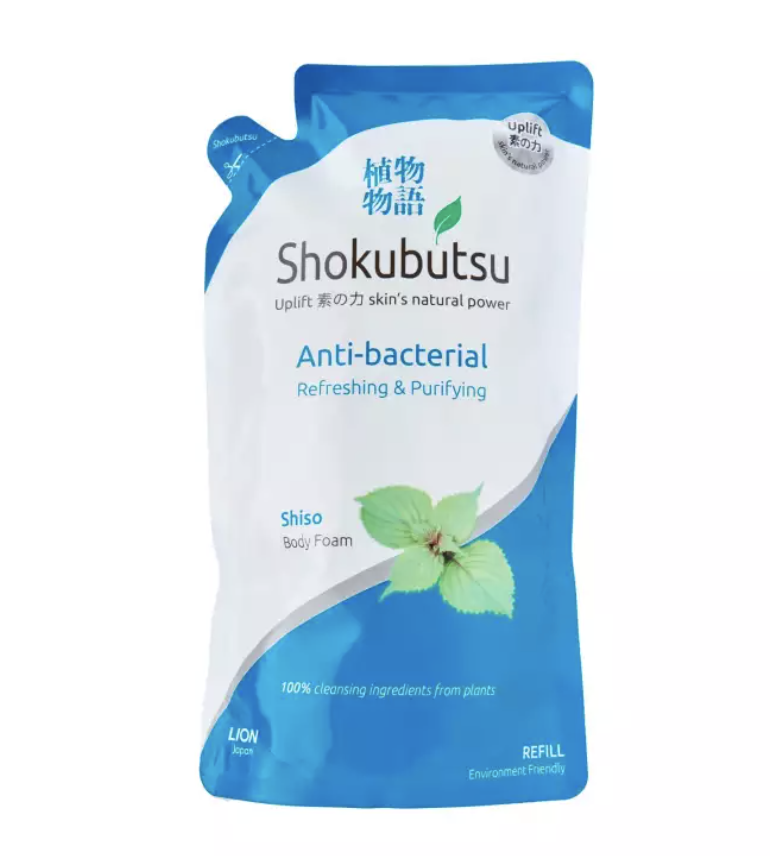 Shokubutsu
Uplift
素の力
skin's natural power
植物
物語
Shokubutsu
Uplift 素の力 skin's natural power
Anti-bacterial
Refreshing & Purifying
Shiso
Body Foam
100% cleansing ingredients from plants
LION
Japan
REFILL
Environment Friendly